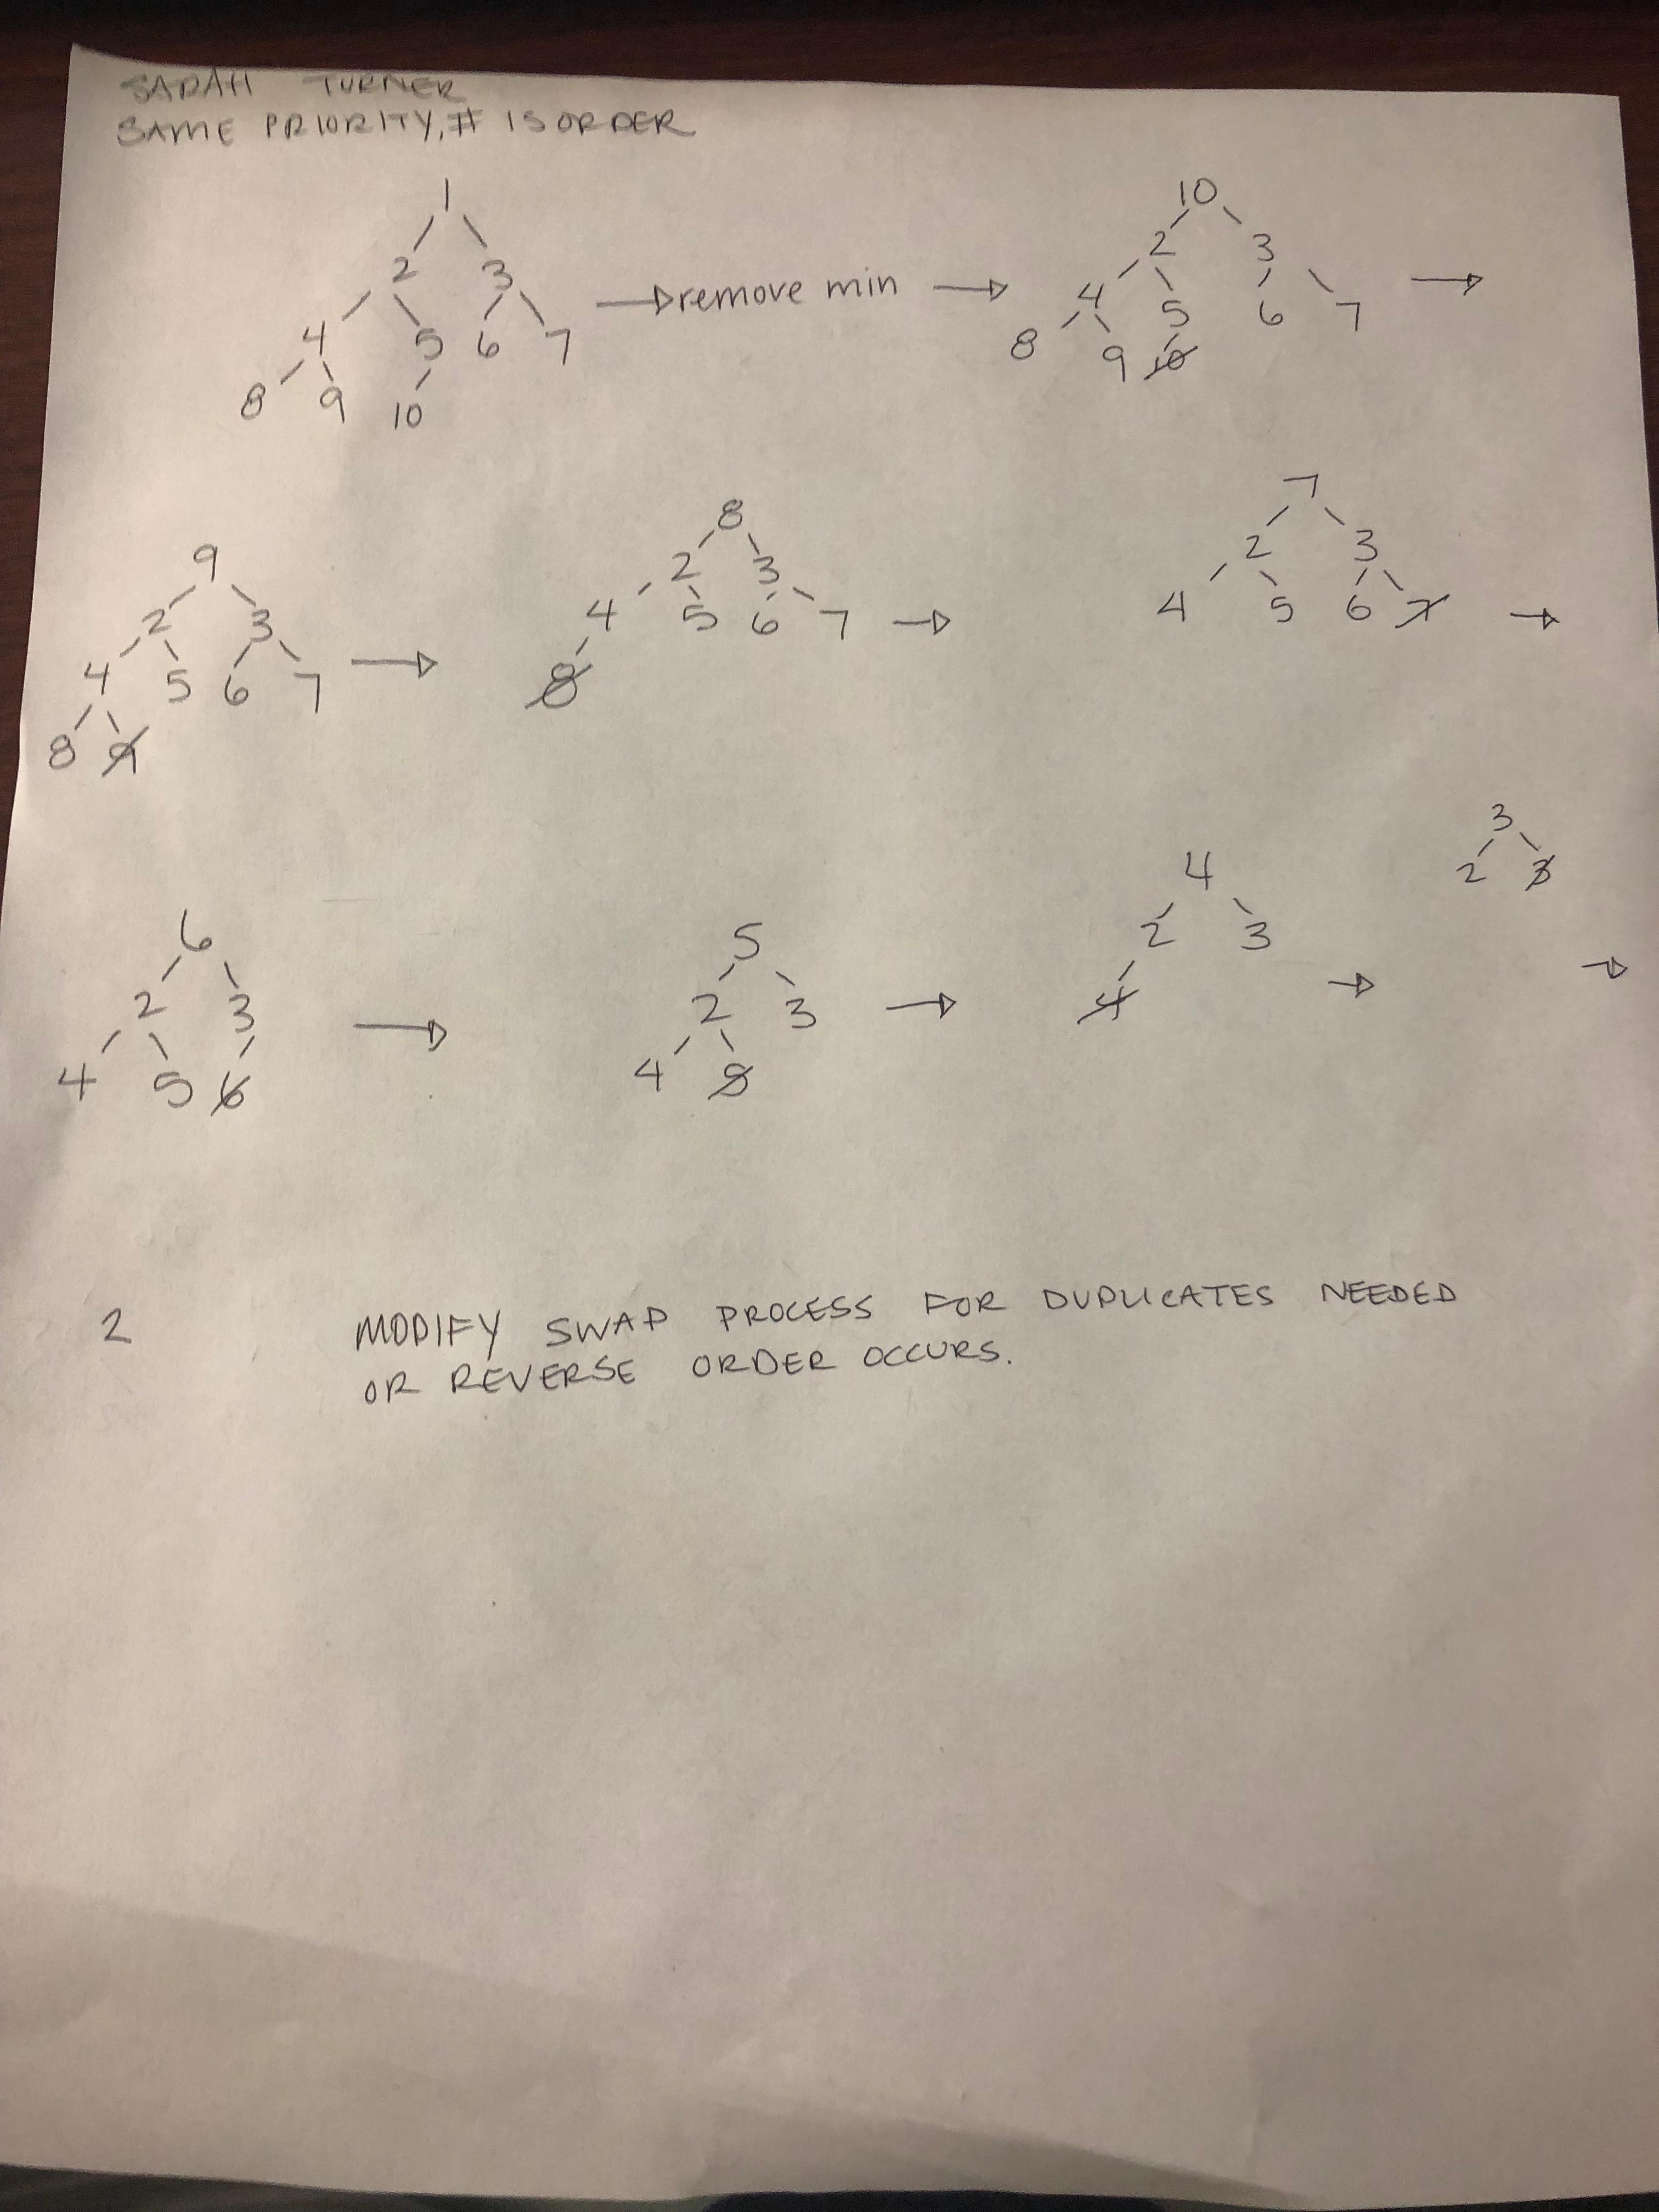 SARAH TURNER
SAME PRIORITY, # IS ORDER
1
2 3
4 5 6 7
8 9 10
remove min
10
2 3
4 5 6 7
8 9 10
9
2 3
4 5 6 7
8 9
8
2 3
4 5 6 7
8
7
2 3
4 5 6 7
6
2 3
4 5 6
5
2 3
4 5
4
2 3
4
3
2 3
2
MODIFY SWAP PROCESS FOR DUPLICATES NEEDED
OR REVERSE ORDER OCCURS.